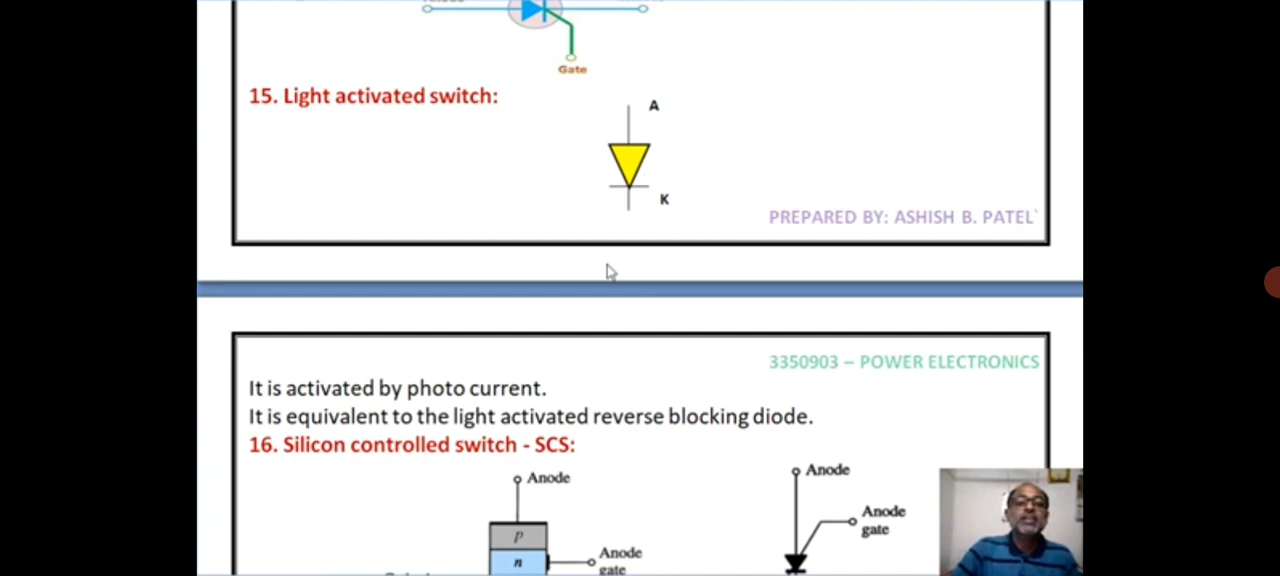 Gate
15. Light activated switch:
A
K
PREPARED BY: ASHISH B. PATEL`
3350903 – POWER ELECTRONICS
It is activated by photo current.
It is equivalent to the light activated reverse blocking diode.
16. Silicon controlled switch - SCS:
Anode
Anode
Anode
gate
p
n
Anode
gate